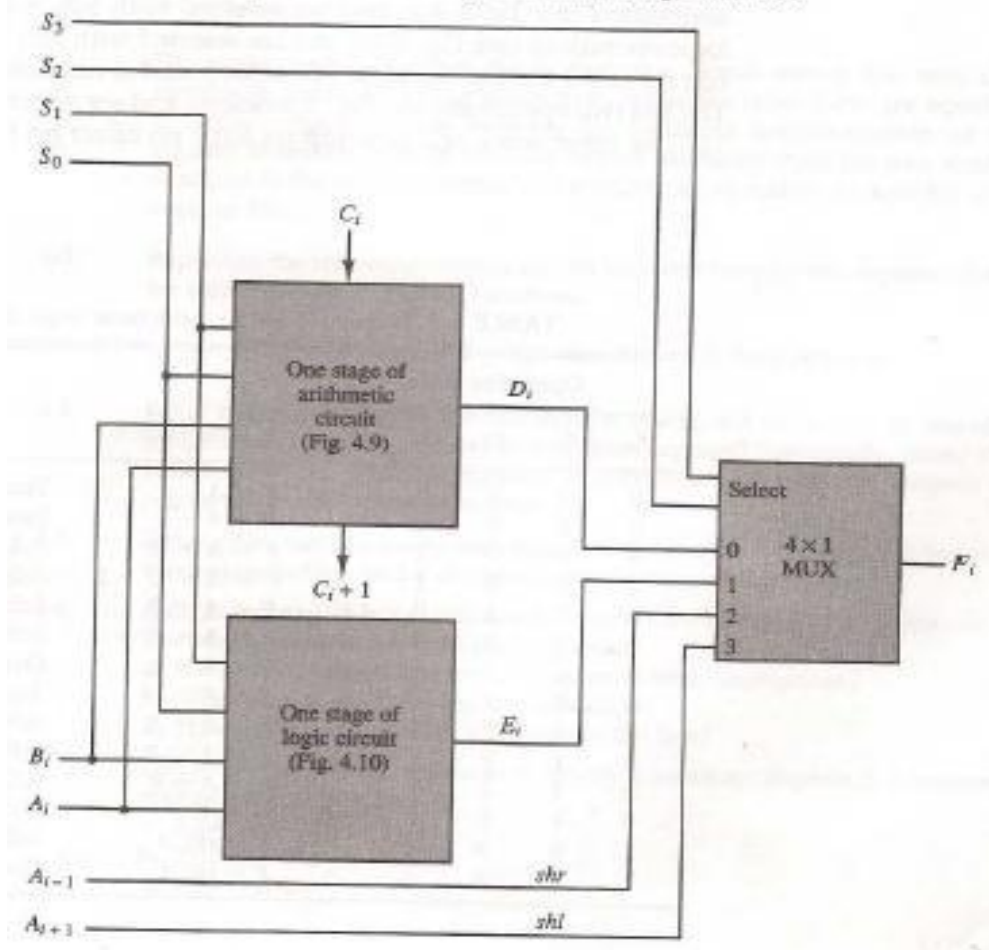 S₃
S₂
S₁
S₀
Cᵢ
One stage of
arithmetic
circuit
(Fig. 4.9)
Dᵢ
Select
0
1
2
3
4 × 1
MUX
Fᵢ
Cᵢ + 1
One stage of
logic circuit
(Fig. 4.10)
Eᵢ
Bᵢ
Aᵢ
Aᵢ₋₁
shr
Aᵢ₊₁
shl